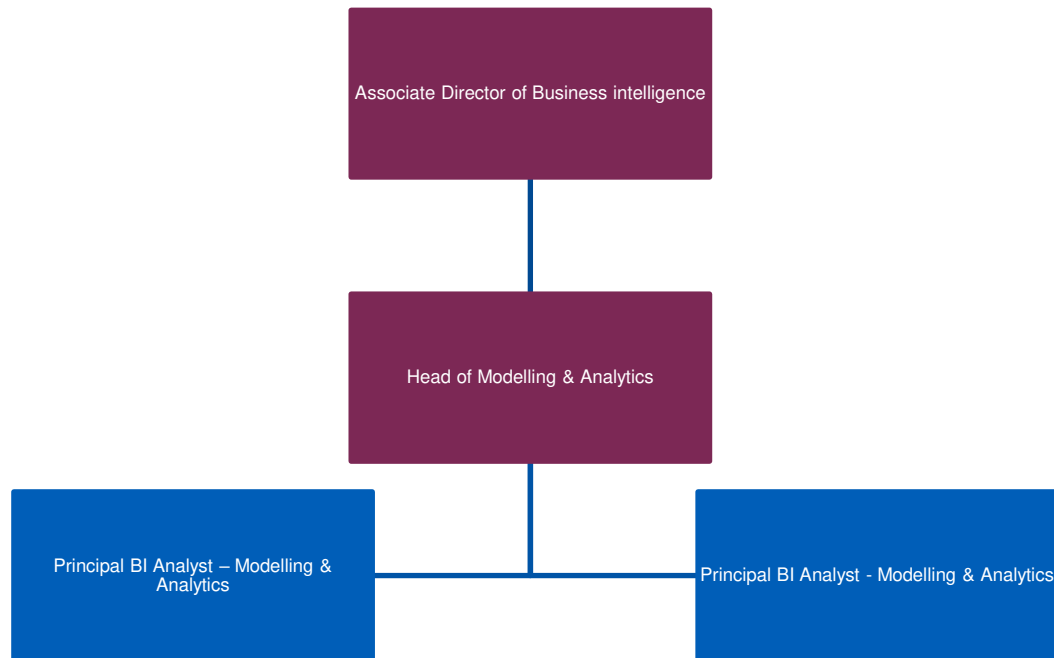 Associate Director of Business intelligence
Head of Modelling & Analytics
Principal BI Analyst – Modelling &
Analytics
Principal BI Analyst - Modelling & Analytics